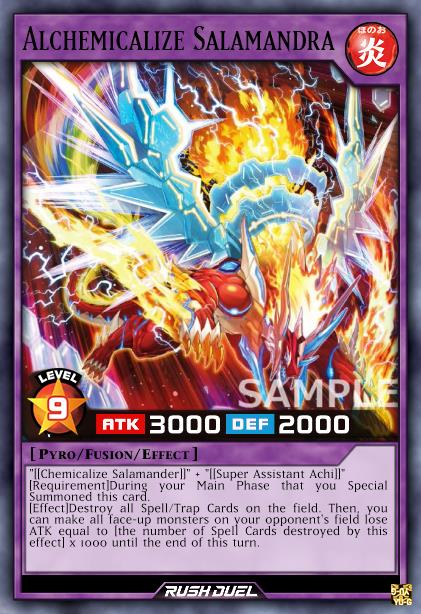 Alchemicalize Salamandra
ほのお
炎
SAMPLE
LEVEL
9
ATK 3000 DEF 2000
[ Pyro/Fusion/Effect ]
"[[Chemicalize Salamander]]" + "[[Super Assistant Achi]]"
[Requirement]During your Main Phase that you Special
Summoned this card.
[Effect]Destroy all Spell/Trap Cards on the field. Then, you
can make all face-up monsters on your opponent's field lose
ATK equal to [the number of Spell Cards destroyed by this
effect] x 1000 until the end of this turn.
RUSH DUEL